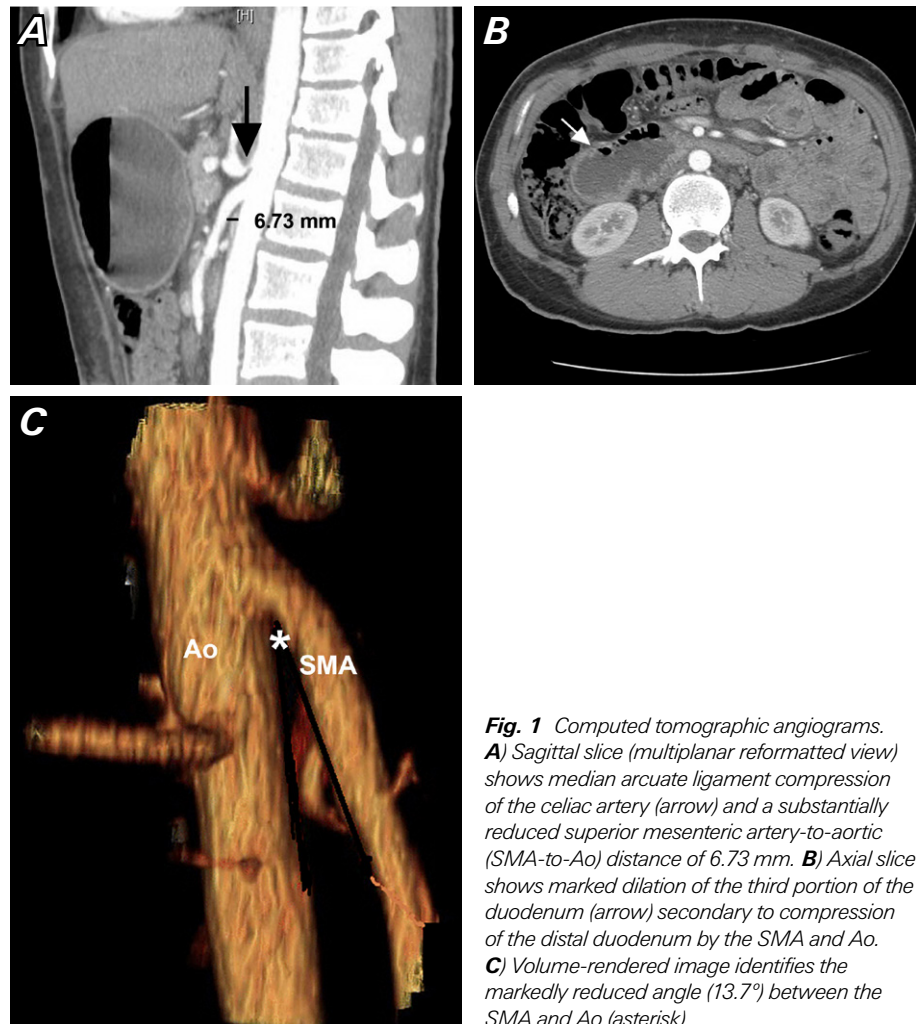 A
[H]
6.73 mm
B
C
Ao
*
SMA
Fig. 1 Computed tomographic angiograms.
A) Sagittal slice (multiplanar reformatted view)
shows median arcuate ligament compression
of the celiac artery (arrow) and a substantially
reduced superior mesenteric artery-to-aortic
(SMA-to-Ao) distance of 6.73 mm. B) Axial slice
shows marked dilation of the third portion of the
duodenum (arrow) secondary to compression
of the distal duodenum by the SMA and Ao.
C) Volume-rendered image identifies the
markedly reduced angle (13.7°) between the
SMA and Ao (asterisk)